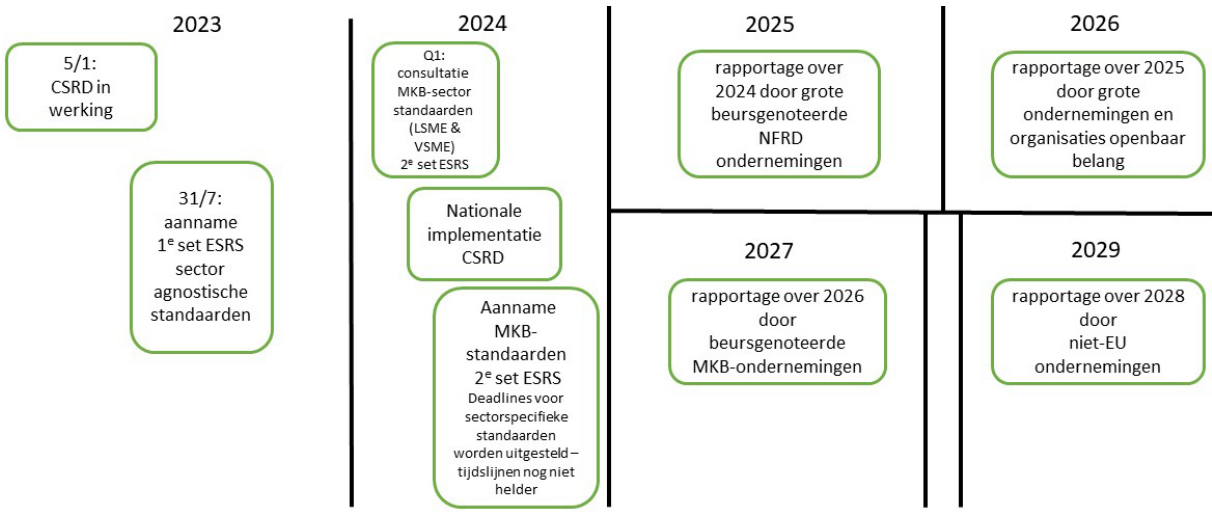 2023
5/1:
CSRD in
werking
31/7:
aanname
1e set ESRS
sector
agnostische
standaarden
2024
Q1:
consultatie
MKB-sector
standaarden
(LSME &
VSME)
2e set ESRS
Nationale
implementatie
CSRD
Aanname
MKB-
standaarden
2e set ESRS
Deadlines voor
sectorspecifieke
standaarden
worden uitgesteld –
tijdslijnen nog niet
helder
2025
rapportage over
2024 door grote
beursgenoteerde
NFRD
ondernemingen
2026
rapportage over 2025
door grote
ondernemingen en
organisaties openbaar
belang
2027
rapportage over 2026
door
beursgenoteerde
MKB-ondernemingen
2029
rapportage over 2028
door
niet-EU
ondernemingen